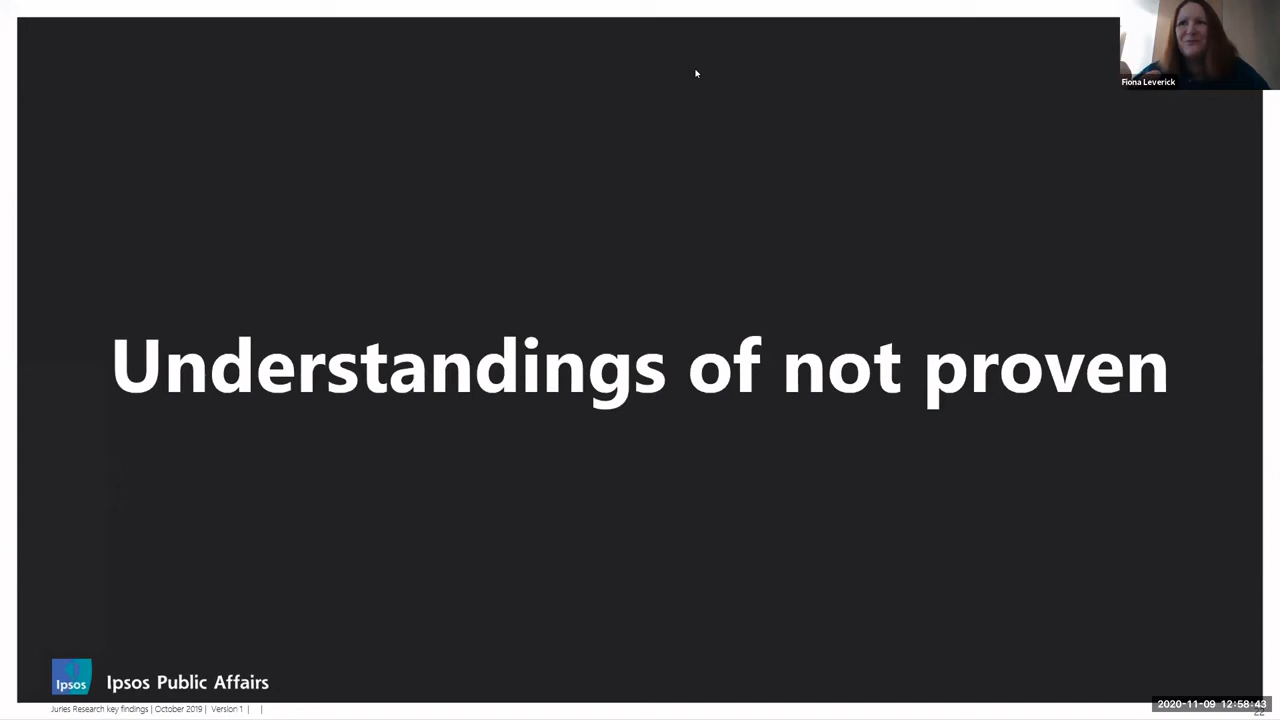 Fiona Leverick
Understandings of not proven
Ipsos
Ipsos Public Affairs
Juries Research key findings | October 2019 | Version 1 | |
2020-11-09 12:58:43